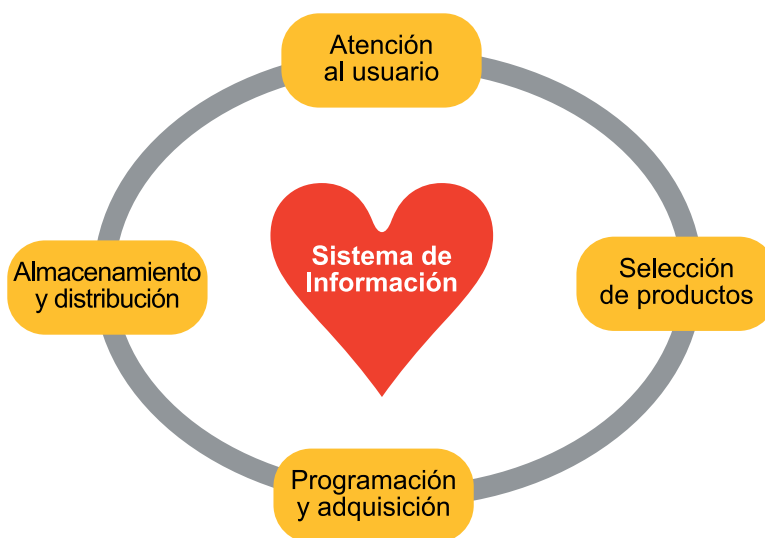 Atención
al usuario
Sistema de
Información
Almacenamiento
y distribución
Selección
de productos
Programación
y adquisición